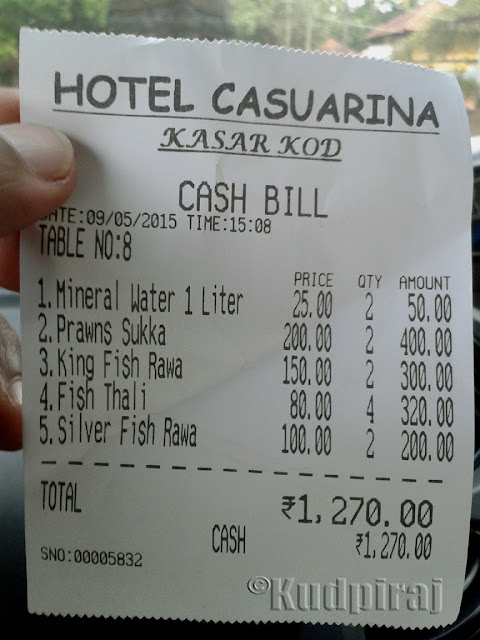 HOTEL CASUARINA
KASAR KOD
CASH BILL
DATE:09/05/2015 TIME:15:08
TABLE NO:8
PRICE QTY AMOUNT
1. Mineral Water 1 Liter 25.00 2 50.00
2. Prawns Sukka 200.00 2 400.00
3. King Fish Rawa 150.00 2 300.00
4. Fish Thali 80.00 4 320.00
5. Silver Fish Rawa 100.00 2 200.00
TOTAL ₹1,270.00
CASH ₹1,270.00
SNO:00005832
©Kudpiraj